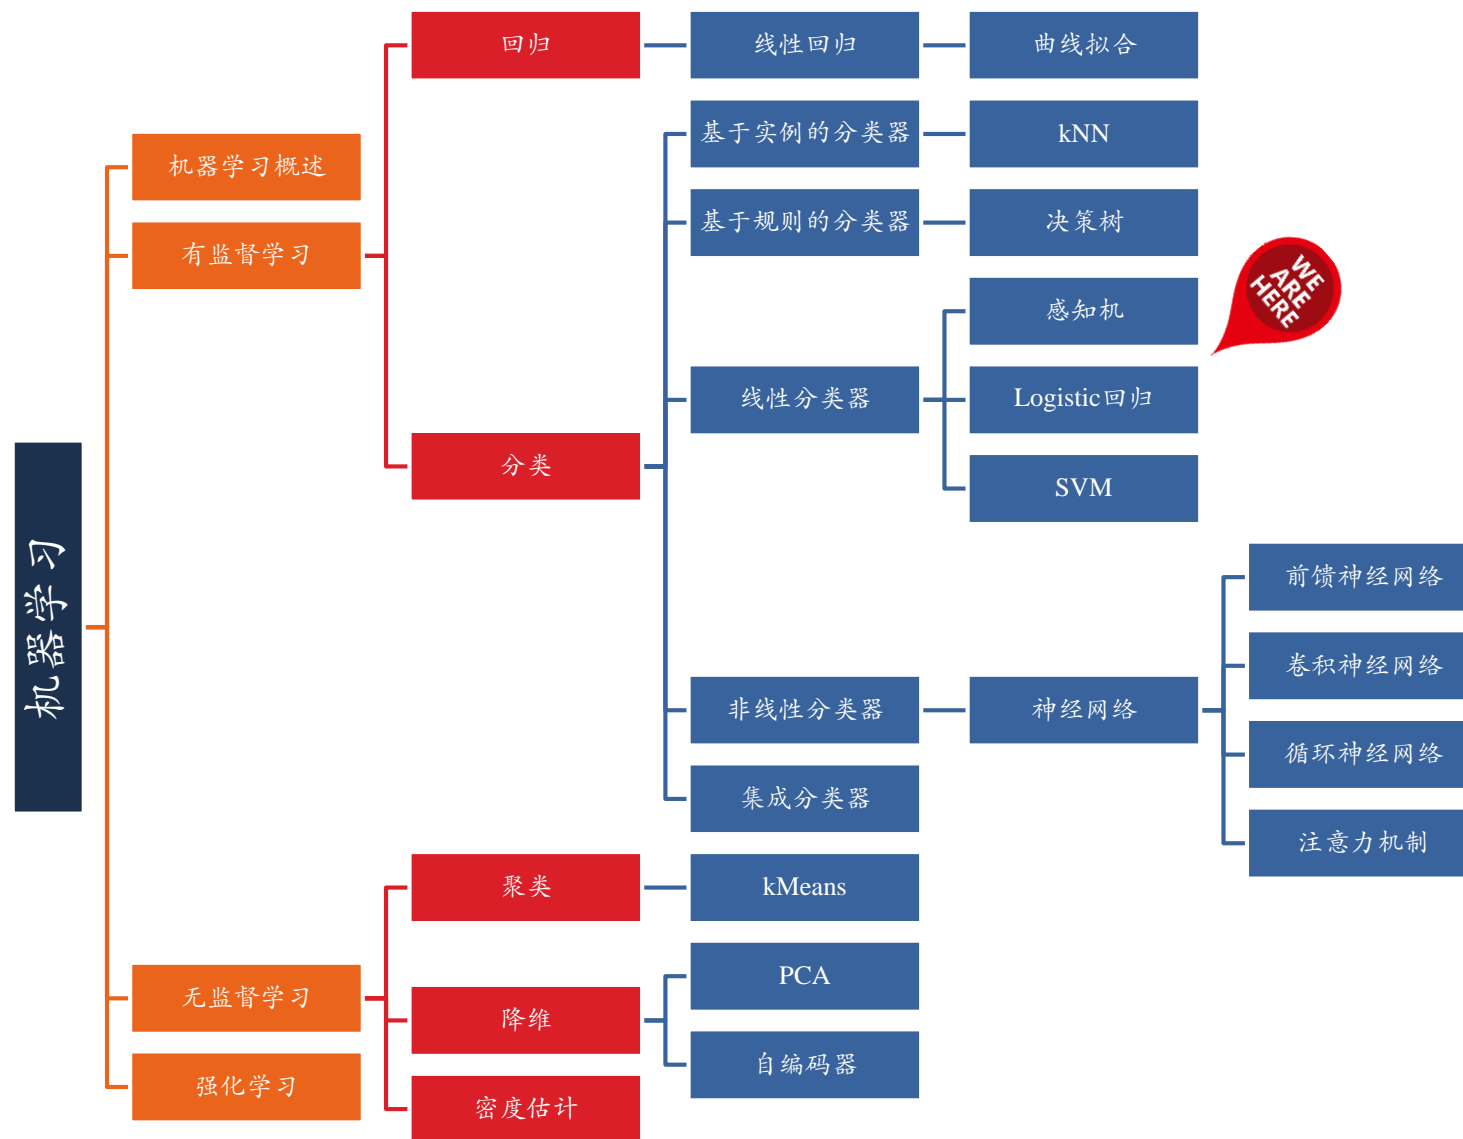 机器学习
机器学习概述
有监督学习
回归
线性回归
曲线拟合
分类
基于实例的分类器
kNN
基于规则的分类器
决策树
线性分类器
感知机
Logistic回归
SVM
WE
ARE
HERE
非线性分类器
神经网络
前馈神经网络
卷积神经网络
循环神经网络
注意力机制
集成分类器
无监督学习
聚类
kMeans
降维
PCA
自编码器
密度估计
强化学习